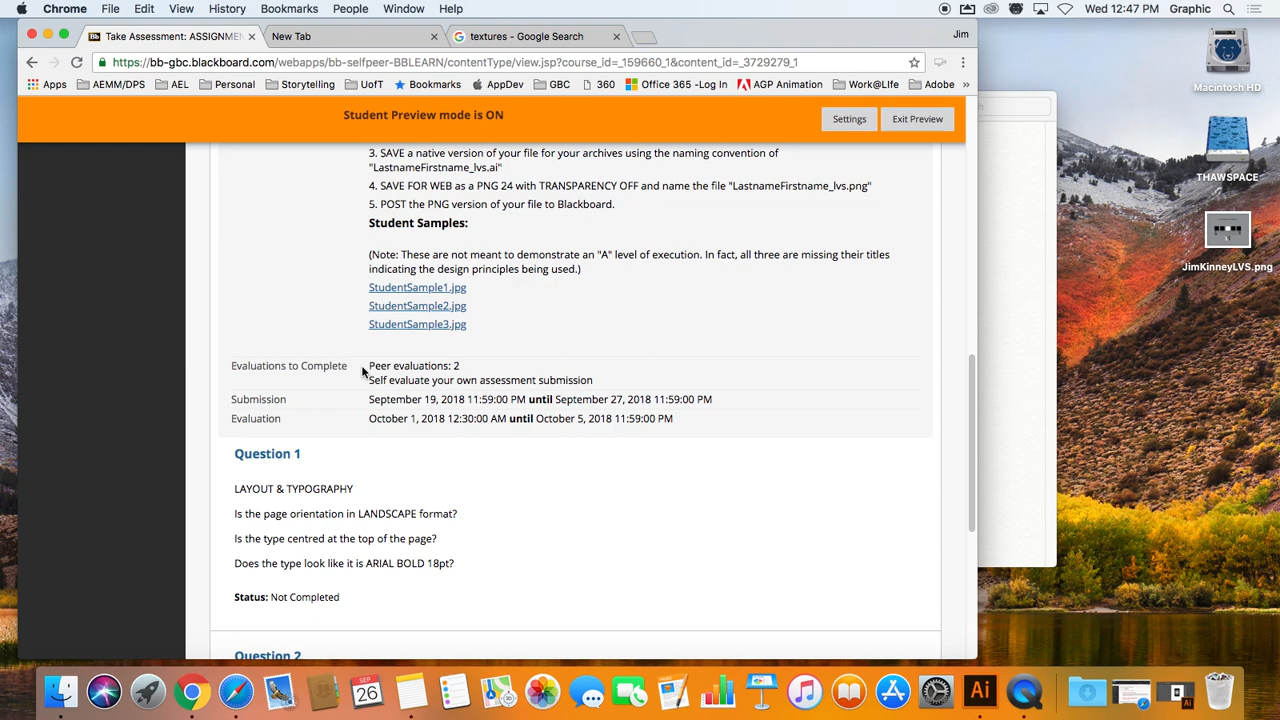 Chrome File Edit View History Bookmarks People Window Help Wed 12:47 PM Graphic
Take Assessment: ASSIGNMEN New Tab textures - Google Search Jim
https://bb-gbc.blackboard.com/webapps/bb-selfpeer-BBLEARN/contentType/view.jsp?course_id=_159660_1&content_id=_3729279_1
Apps AEMM/DPS AEL Personal Storytelling UofT Bookmarks AppDev GBC 360 Office 365 -Log In AGP Animation Work@LIfe Adobe »
Student Preview mode is ON
Settings Exit Preview
3. SAVE a native version of your file for your archives using the naming convention of
"LastnameFirstname_lvs.ai"
4. SAVE FOR WEB as a PNG 24 with TRANSPARENCY OFF and name the file "LastnameFirstname_lvs.png"
5. POST the PNG version of your file to Blackboard.
Student Samples:
(Note: These are not meant to demonstrate an "A" level of execution. In fact, all three are missing their titles
indicating the design principles being used.)
StudentSample1.jpg
StudentSample2.jpg
StudentSample3.jpg
Evaluations to Complete Peer evaluations: 2
Self evaluate your own assessment submission
Submission September 19, 2018 11:59:00 PM until September 27, 2018 11:59:00 PM
Evaluation October 1, 2018 12:30:00 AM until October 5, 2018 11:59:00 PM
Question 1
LAYOUT & TYPOGRAPHY
Is the page orientation in LANDSCAPE format?
Is the type centred at the top of the page?
Does the type look like it is ARIAL BOLD 18pt?
Status: Not Completed
Question 2
Macintosh HD
THAWSPACE
JimKinneyLVS.png
SEP
26
Ai